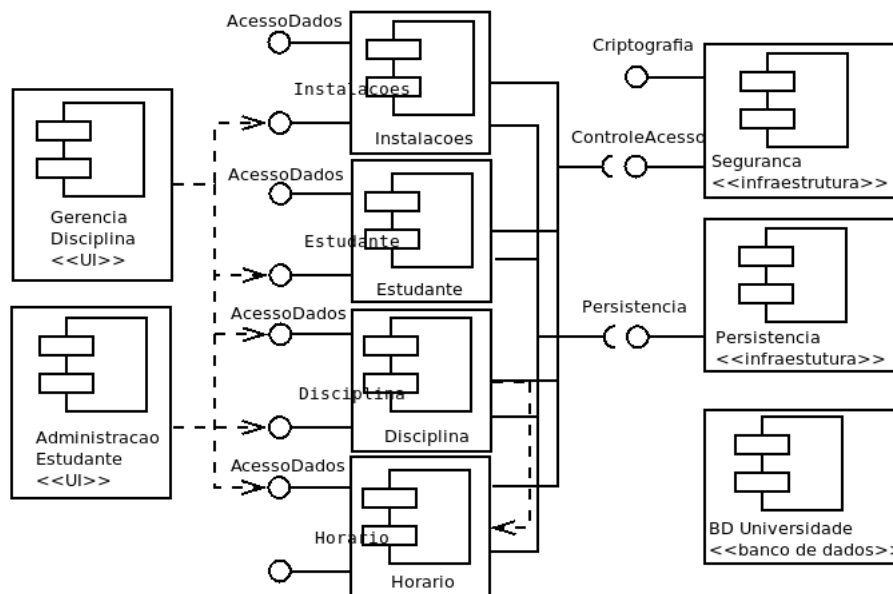 AcessoDados
Instalacoes
Instalacoes
AcessoDados
Estudante
Estudante
AcessoDados
Disciplina
Disciplina
AcessoDados
Horario
Horario
Gerencia
Disciplina
<<UI>>
Administracao
Estudante
<<UI>>
Criptografia
ControleAcesso
Seguranca
<<infraestrutura>>
Persistencia
Persistencia
<<infraestutura>>
BD Universidade
<<banco de dados>>